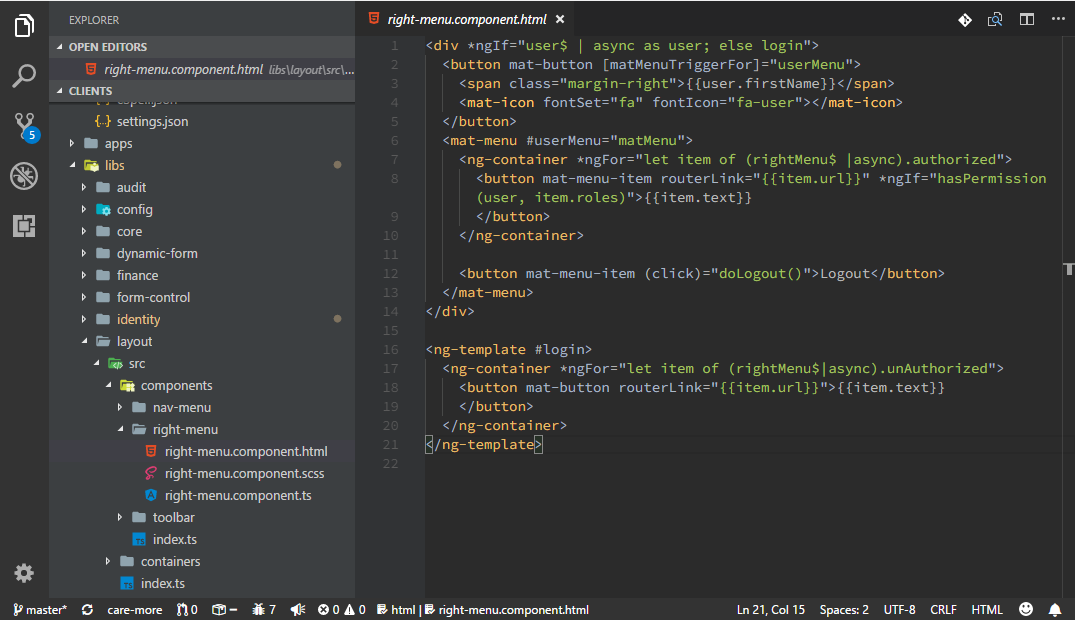 EXPLORER
OPEN EDITORS
right-menu.component.html libs\layout\src\...
CLIENTS
settings.json
apps
libs
audit
config
core
dynamic-form
finance
form-control
identity
layout
src
components
nav-menu
right-menu
right-menu.component.html
right-menu.component.scss
right-menu.component.ts
toolbar
TS index.ts
containers
TS index.ts
5
right-menu.component.html ×
1 <div *ngIf="user$ | async as user; else login">
2 <button mat-button [matMenuTriggerFor]="userMenu">
3 <span class="margin-right">{{user.firstName}}</span>
4 <mat-icon fontSet="fa" fontIcon="fa-user"></mat-icon>
5 </button>
6 <mat-menu #userMenu="matMenu">
7 <ng-container *ngFor="let item of (rightMenu$ |async).authorized">
8 <button mat-menu-item routerLink="{{item.url}}" *ngIf="hasPermission
(user, item.roles)">{{item.text}}
9 </button>
10 </ng-container>
11
12 <button mat-menu-item (click)="doLogout()">Logout</button>
13 </mat-menu>
14 </div>
15
16 <ng-template #login>
17 <ng-container *ngFor="let item of (rightMenu$|async).unAuthorized">
18 <button mat-button routerLink="{{item.url}}">{{item.text}}
19 </button>
20 </ng-container>
21 </ng-template>
22
master* care-more 0 − 7 0 0 html | right-menu.component.html Ln 21, Col 15 Spaces: 2 UTF-8 CRLF HTML